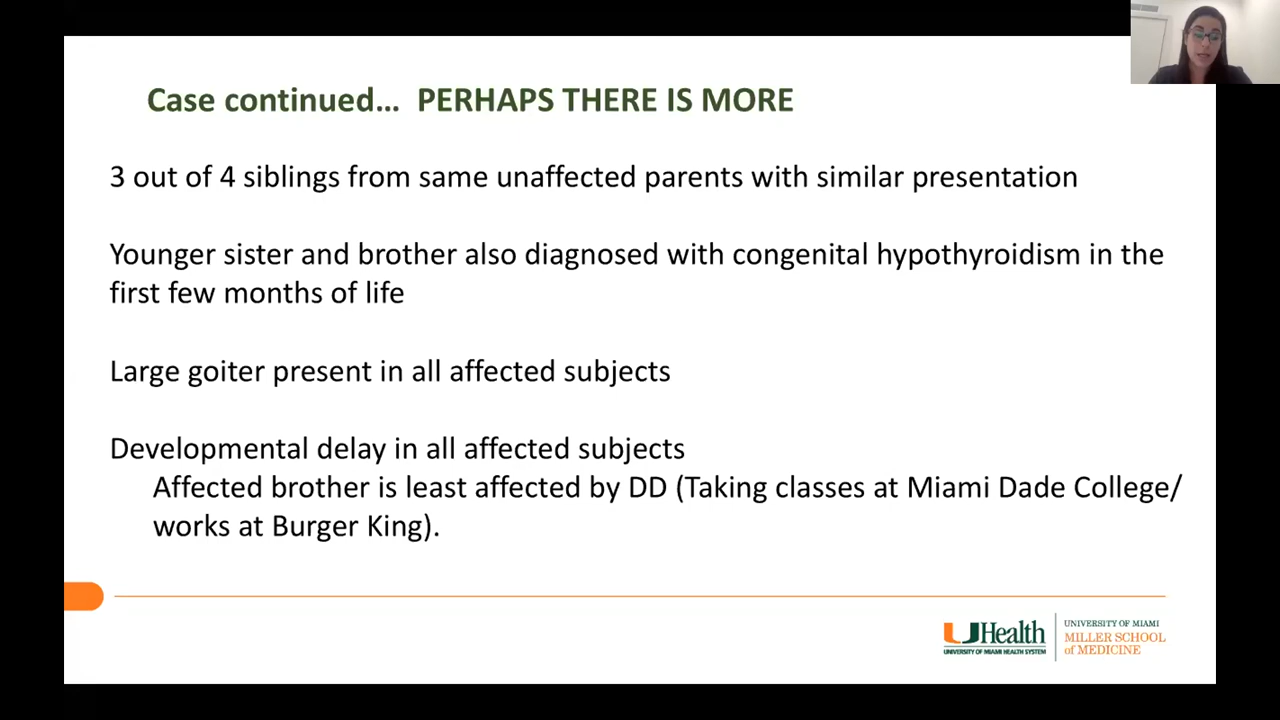 Case continued... PERHAPS THERE IS MORE
3 out of 4 siblings from same unaffected parents with similar presentation
Younger sister and brother also diagnosed with congenital hypothyroidism in the
first few months of life
Large goiter present in all affected subjects
Developmental delay in all affected subjects
Affected brother is least affected by DD (Taking classes at Miami Dade College/
works at Burger King).
UHealth
UNIVERSITY OF MIAMI HEALTH SYSTEM
UNIVERSITY OF MIAMI
MILLER SCHOOL
of MEDICINE